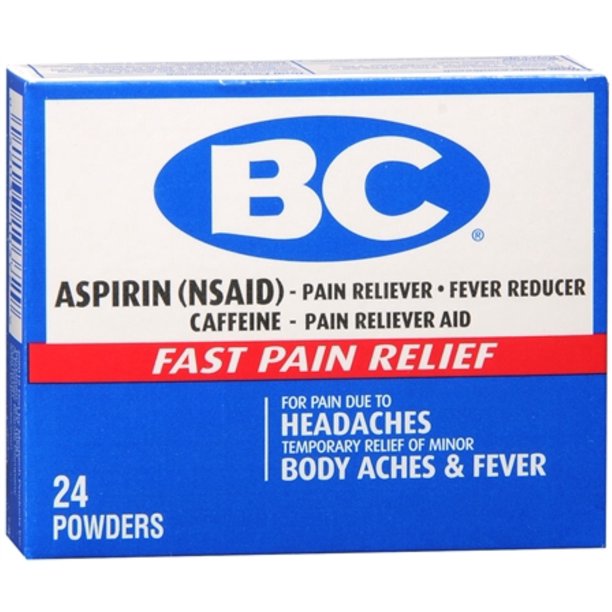 BC®
ASPIRIN (NSAID) - PAIN RELIEVER • FEVER REDUCER
CAFFEINE - PAIN RELIEVER AID
FAST PAIN RELIEF
FOR PAIN DUE TO
HEADACHES
TEMPORARY RELIEF OF MINOR
BODY ACHES & FEVER
24
POWDERS